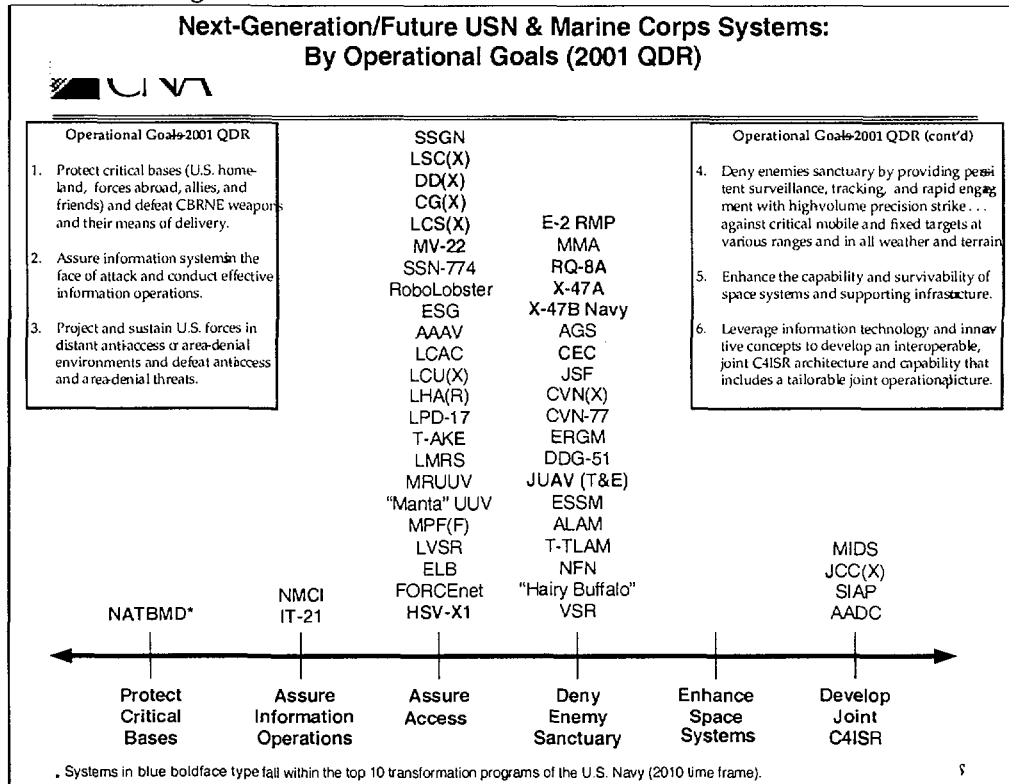 Next-Generation/Future USN & Marine Corps Systems:
By Operational Goals (2001 QDR)
CNA
Operational Goals-2001 QDR
1. Protect critical bases (U.S. home-
land, forces abroad, allies, and
friends) and defeat CBRNE weapons
and their means of delivery.
2. Assure information systems in the
face of attack and conduct effective
information operations.
3. Project and sustain U.S. forces in
distant antiaccess or area-denial
environments and defeat antiaccess
and area-denial threats.
Operational Goals-2001 QDR (cont'd)
4. Deny enemies sanctuary by providing persi
tent surveillance, tracking, and rapid engag
ment with highvolume precision strike . . .
against critical mobile and fixed targets at
various ranges and in all weather and terrain
5. Enhance the capability and survivability of
space systems and supporting infrastucture.
6. Leverage information technology and innov
tive concepts to develop an interoperable,
joint C4ISR architecture and capability that
includes a tailorable joint operational picture.
NATBMD*
NMCI
IT-21
SSGN
LSC(X)
DD(X)
CG(X)
LCS(X)
MV-22
SSN-774
RoboLobster
ESG
AAAV
LCAC
LCU(X)
LHA(R)
LPD-17
T-AKE
LMRS
MRUUV
"Manta" UUV
MPF(F)
LVSR
ELB
FORCEnet
HSV-X1
E-2 RMP
MMA
RQ-8A
X-47A
X-47B Navy
AGS
CEC
JSF
CVN(X)
CVN-77
ERGM
DDG-51
JUAV (T&E)
ESSM
ALAM
T-TLAM
NFN
"Hairy Buffalo"
VSR
MIDS
JCC(X)
SIAP
AADC
Protect
Critical
Bases
Assure
Information
Operations
Assure
Access
Deny
Enemy
Sanctuary
Enhance
Space
Systems
Develop
Joint
C4ISR
. Systems in blue boldface type fall within the top 10 transformation programs of the U.S. Navy (2010 time frame).